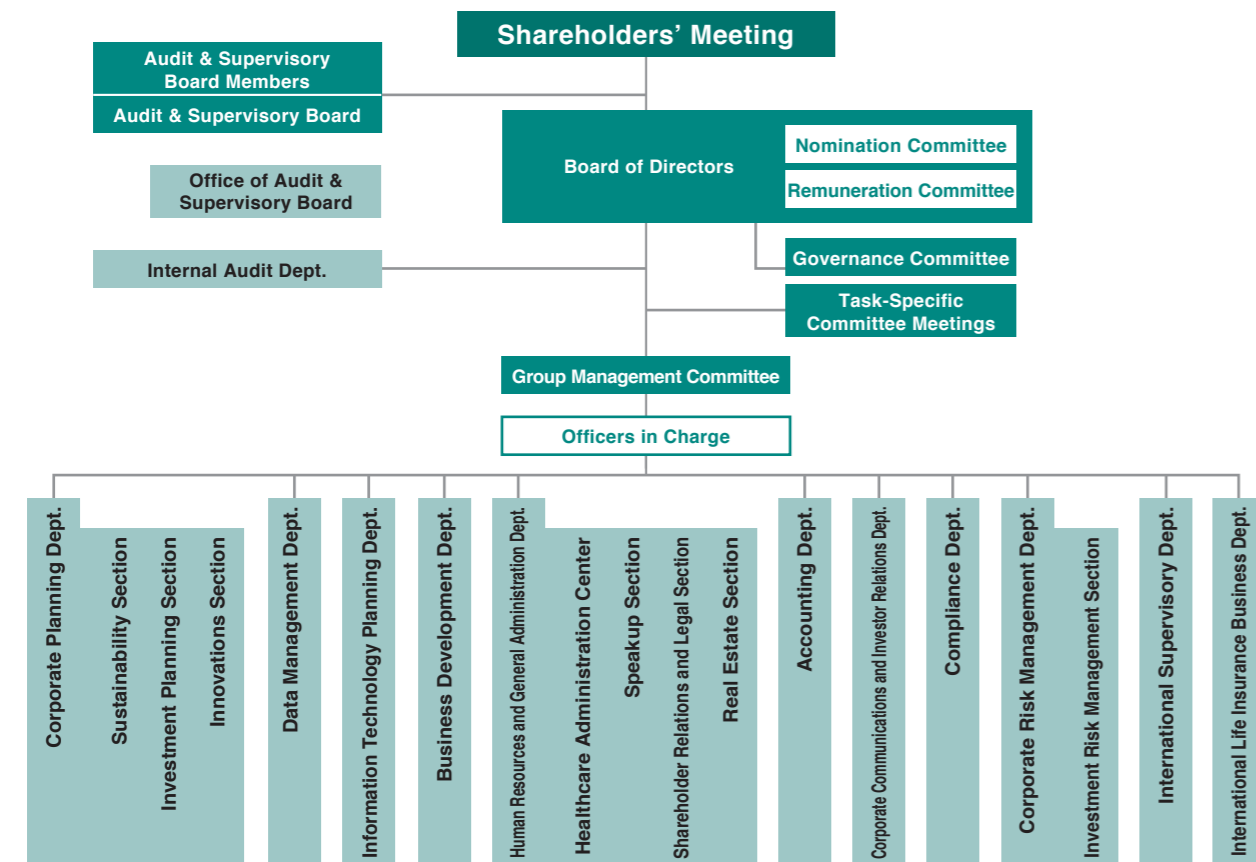 Shareholders’ Meeting
Audit & Supervisory
Board Members
Audit & Supervisory Board
Board of Directors
Nomination Committee
Remuneration Committee
Office of Audit &
Supervisory Board
Internal Audit Dept.
Governance Committee
Task-Specific
Committee Meetings
Group Management Committee
Officers in Charge
Corporate Planning Dept.
Sustainability Section
Investment Planning Section
Innovations Section
Data Management Dept.
Information Technology Planning Dept.
Business Development Dept.
Human Resources and General Administration Dept.
Healthcare Administration Center
Speakup Section
Shareholder Relations and Legal Section
Real Estate Section
Accounting Dept.
Corporate Communications and Investor Relations Dept.
Compliance Dept.
Corporate Risk Management Dept.
Investment Risk Management Section
International Supervisory Dept.
International Life Insurance Business Dept.